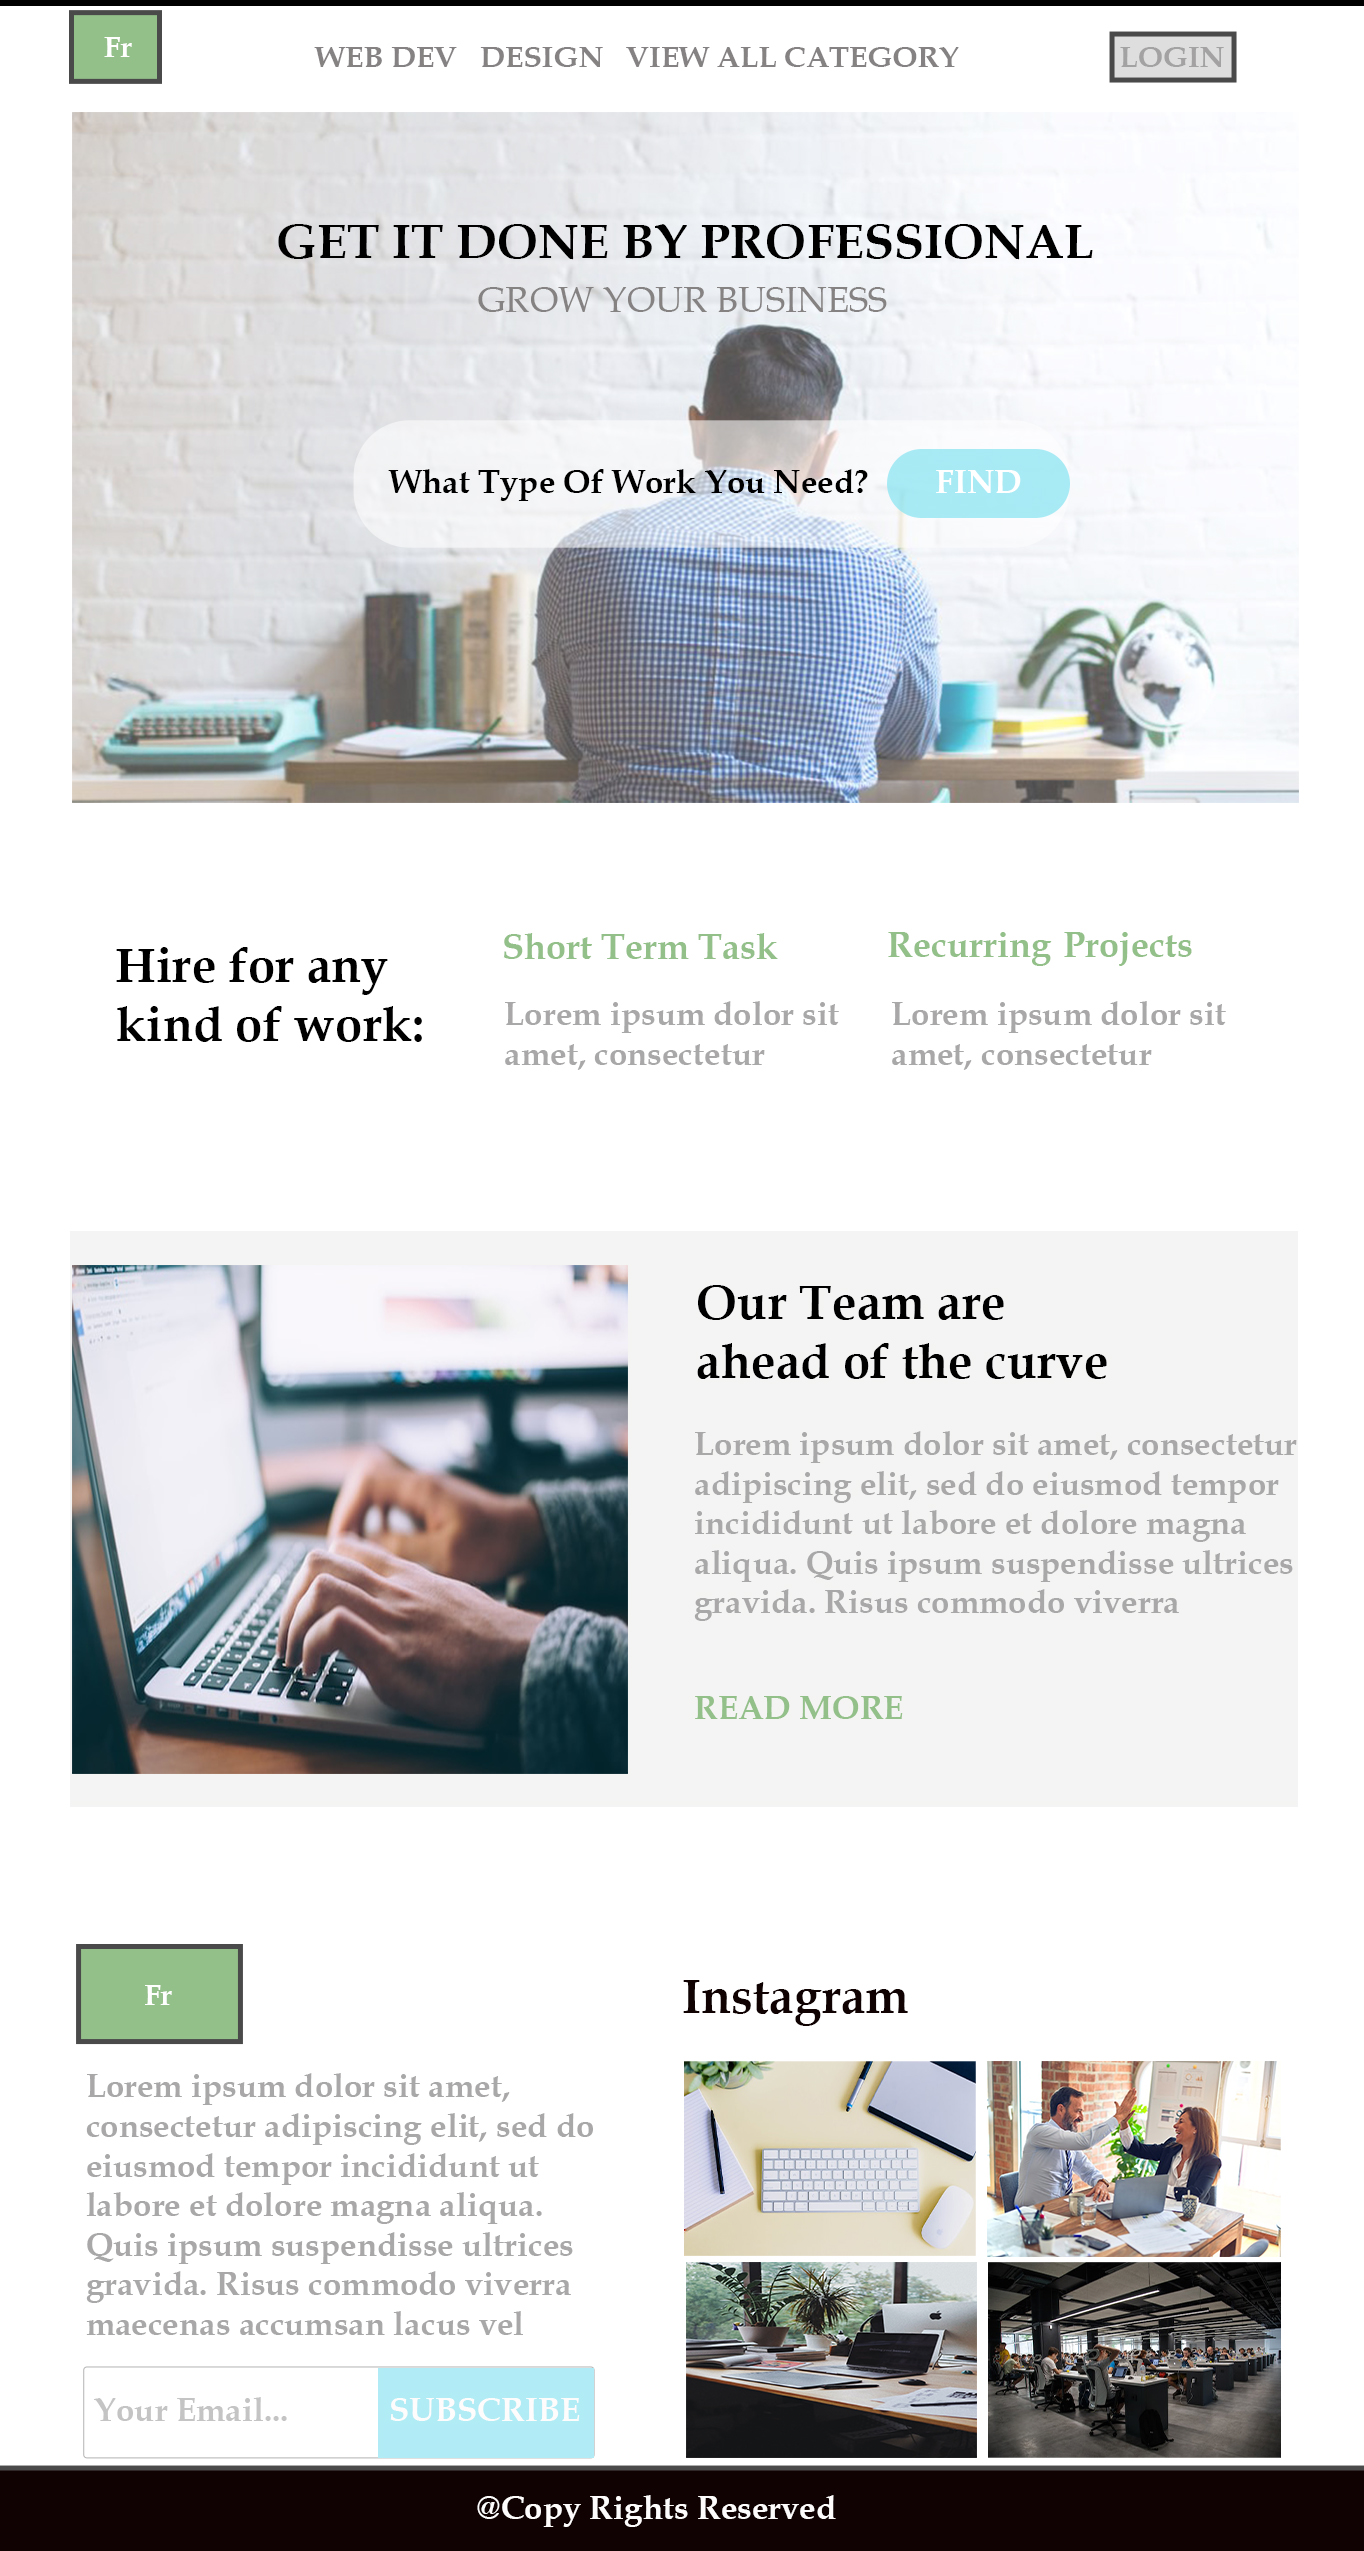 Fr
WEB DEV DESIGN VIEW ALL CATEGORY
LOGIN
GET IT DONE BY PROFESSIONAL
GROW YOUR BUSINESS
What Type Of Work You Need?
FIND
Hire for any
kind of work:
Short Term Task
Lorem ipsum dolor sit
amet, consectetur
Recurring Projects
Lorem ipsum dolor sit
amet, consectetur
Our Team are
ahead of the curve
Lorem ipsum dolor sit amet, consectetur
adipiscing elit, sed do eiusmod tempor
incididunt ut labore et dolore magna
aliqua. Quis ipsum suspendisse ultrices
gravida. Risus commodo viverra
READ MORE
Fr
Lorem ipsum dolor sit amet,
consectetur adipiscing elit, sed do
eiusmod tempor incididunt ut
labore et dolore magna aliqua.
Quis ipsum suspendisse ultrices
gravida. Risus commodo viverra
maecenas accumsan lacus vel
Your Email...
SUBSCRIBE
Instagram
@Copy Rights Reserved